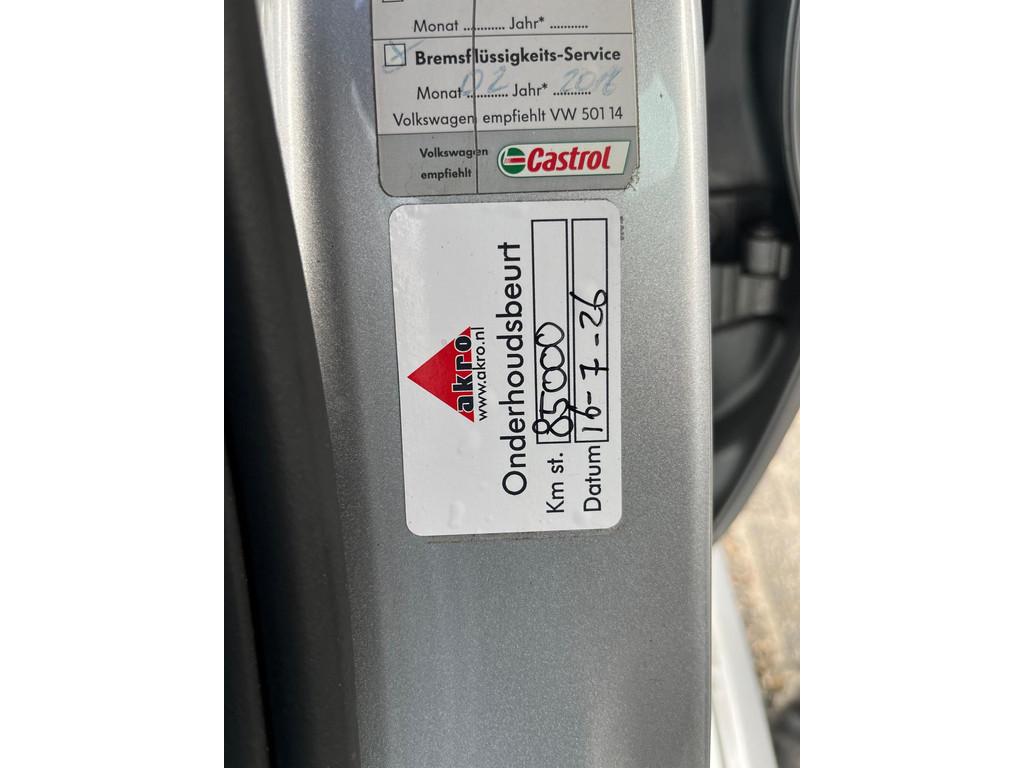 Monat ............ Jahr* ...........
Bremsflüssigkeits-Service
Monat 02 Jahr*
Volkswagen empfiehlt VW 501 14
Volkswagen
empfiehlt
Castrol
akro
www.akro.nl
Onderhoudsbeurt
Km st. 85000
Datum 16-7-26